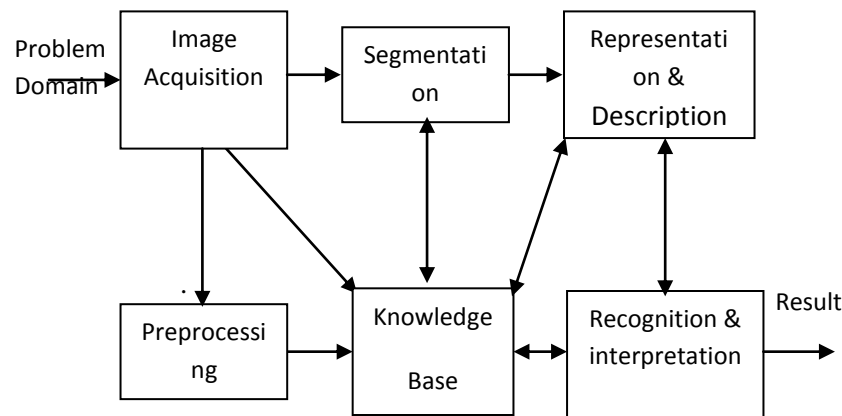 Problem
Domain
Image
Acquisition
Segmentati
on
Representati
on &
Description
.
Preprocessi
ng
Knowledge
Base
Recognition &
interpretation
Result